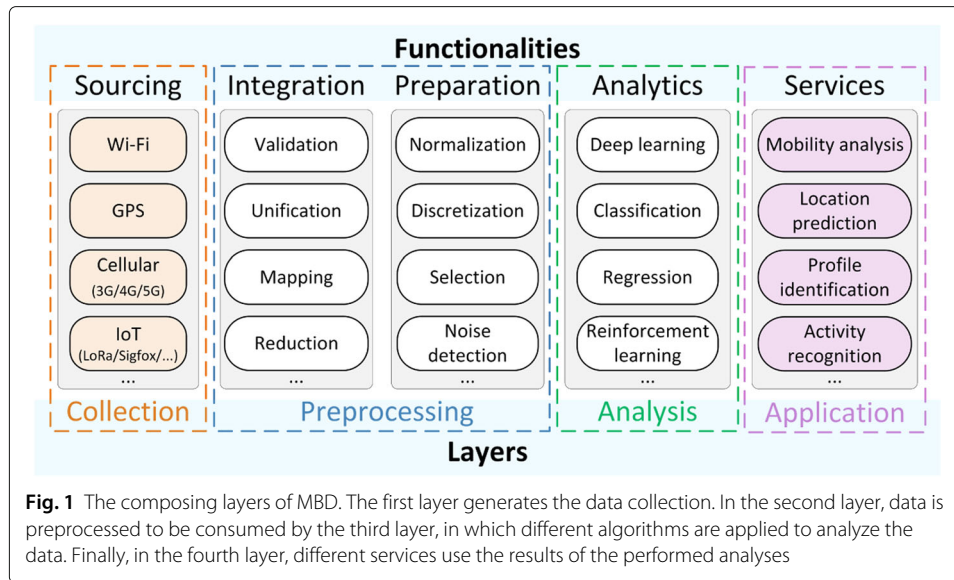 Functionalities
Sourcing
Integration
Preparation
Analytics
Services
Wi-Fi
GPS
Cellular
(3G/4G/5G)
IoT
(LoRa/Sigfox/...)
...
Validation
Unification
Mapping
Reduction
...
Normalization
Discretization
Selection
Noise
detection
...
Deep learning
Classification
Regression
Reinforcement
learning
...
Mobility analysis
Location
prediction
Profile
identification
Activity
recognition
...
Collection
Preprocessing
Analysis
Application
Layers
Fig. 1 The composing layers of MBD. The first layer generates the data collection. In the second layer, data is
preprocessed to be consumed by the third layer, in which different algorithms are applied to analyze the
data. Finally, in the fourth layer, different services use the results of the performed analyses